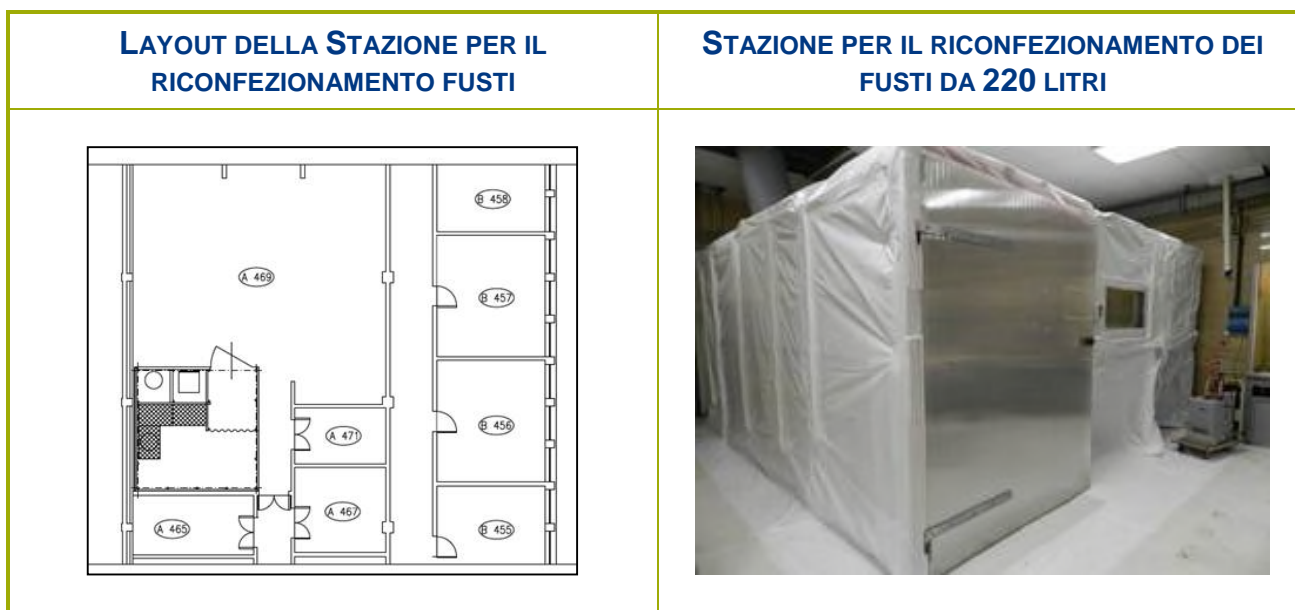 LAYOUT DELLA STAZIONE PER IL
RICONFEZIONAMENTO FUSTI
STAZIONE PER IL RICONFEZIONAMENTO DEI
FUSTI DA 220 LITRI
B 458
A 469
B 457
A 471
B 456
A 465
A 467
B 455